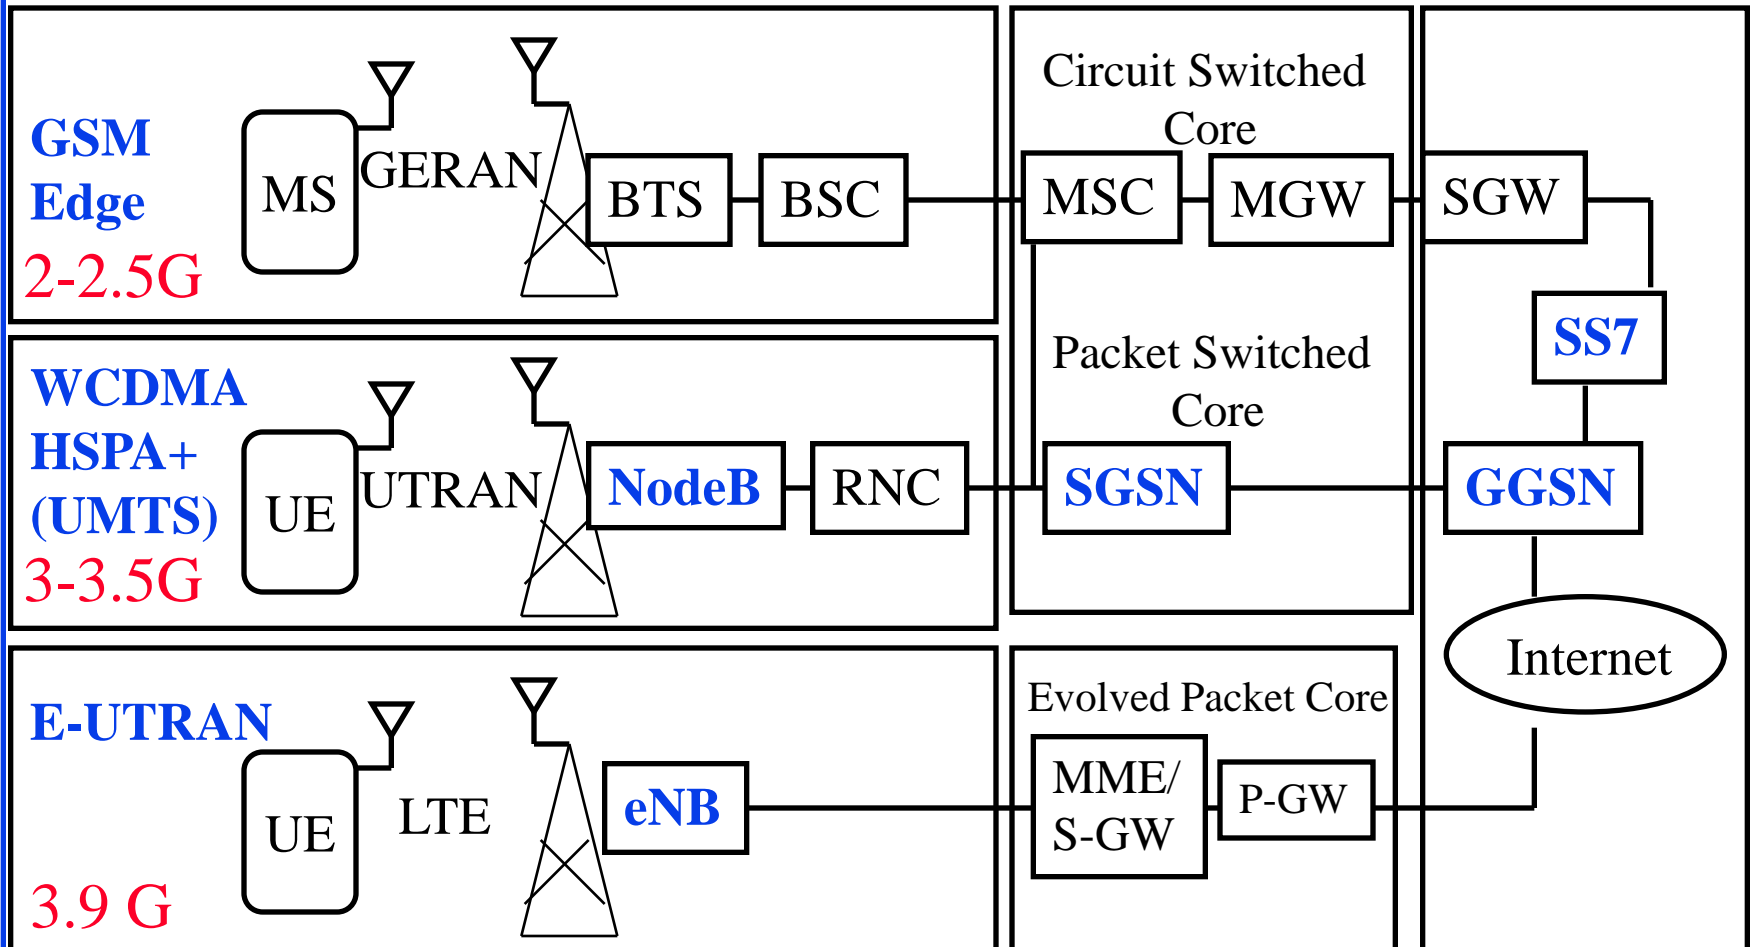 GSM
Edge
2-2.5G
MS
GERAN
BTS
BSC
Circuit Switched
Core
MSC
MGW
SGW
SS7
WCDMA
HSPA+
(UMTS)
3-3.5G
UE
UTRAN
NodeB
RNC
Packet Switched
Core
SGSN
GGSN
Internet
E-UTRAN
3.9 G
UE
LTE
eNB
Evolved Packet Core
MME/
S-GW
P-GW